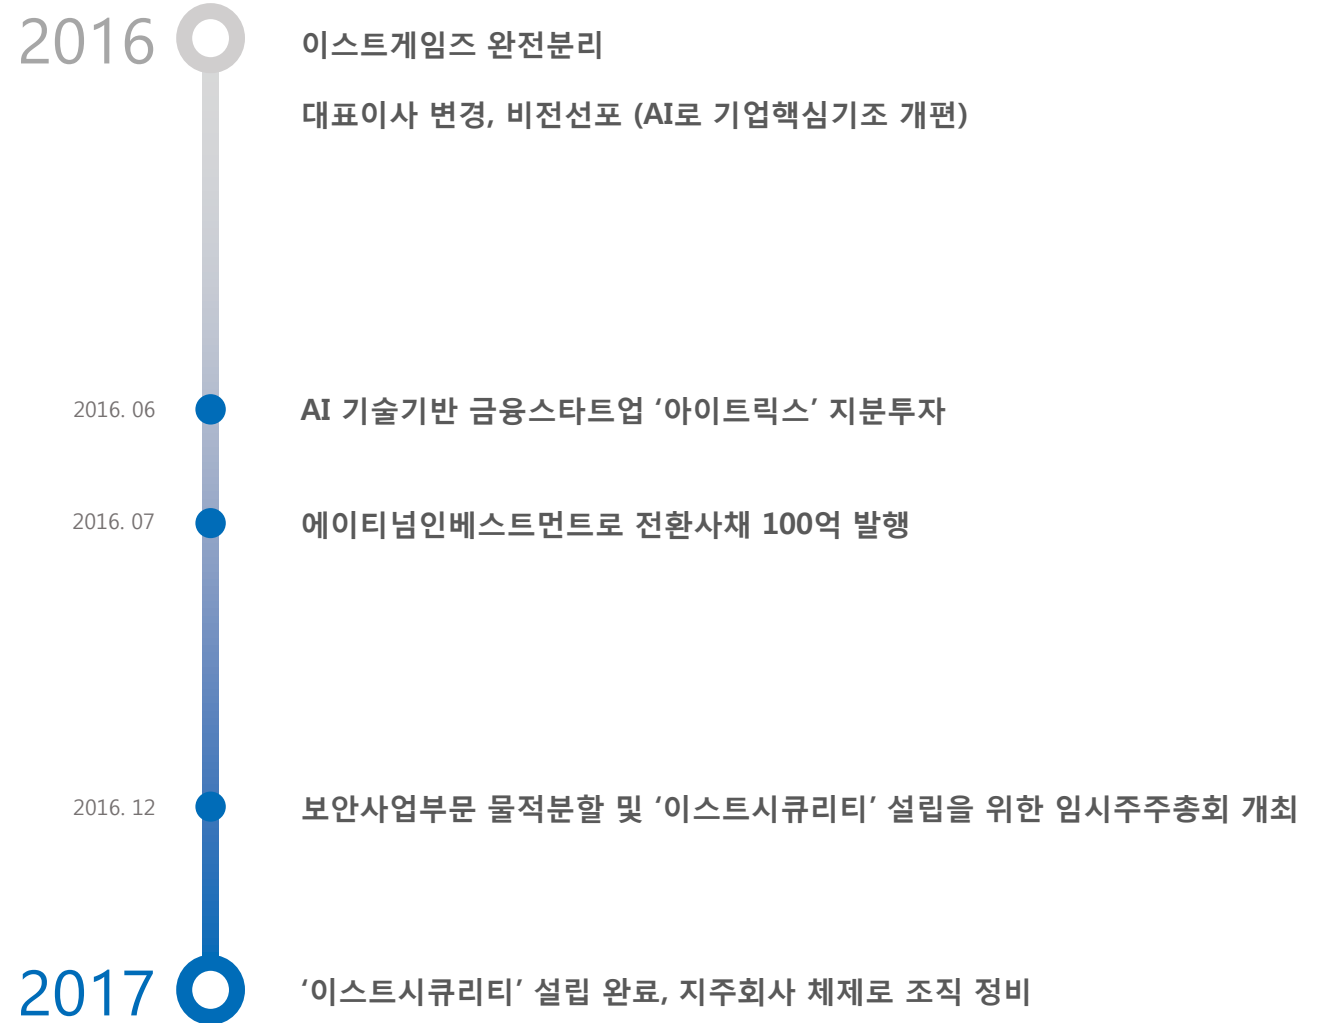 2016 이스트게임즈 완전분리
대표이사 변경, 비전선포 (AI로 기업핵심기조 개편)
2016. 06 AI 기술기반 금융스타트업 ‘아이트릭스’ 지분투자
2016. 07 에이티넘인베스트먼트로 전환사채 100억 발행
2016. 12 보안사업부문 물적분할 및 ‘이스트시큐리티’ 설립을 위한 임시주주총회 개최
2017 ‘이스트시큐리티’ 설립 완료, 지주회사 체제로 조직 정비